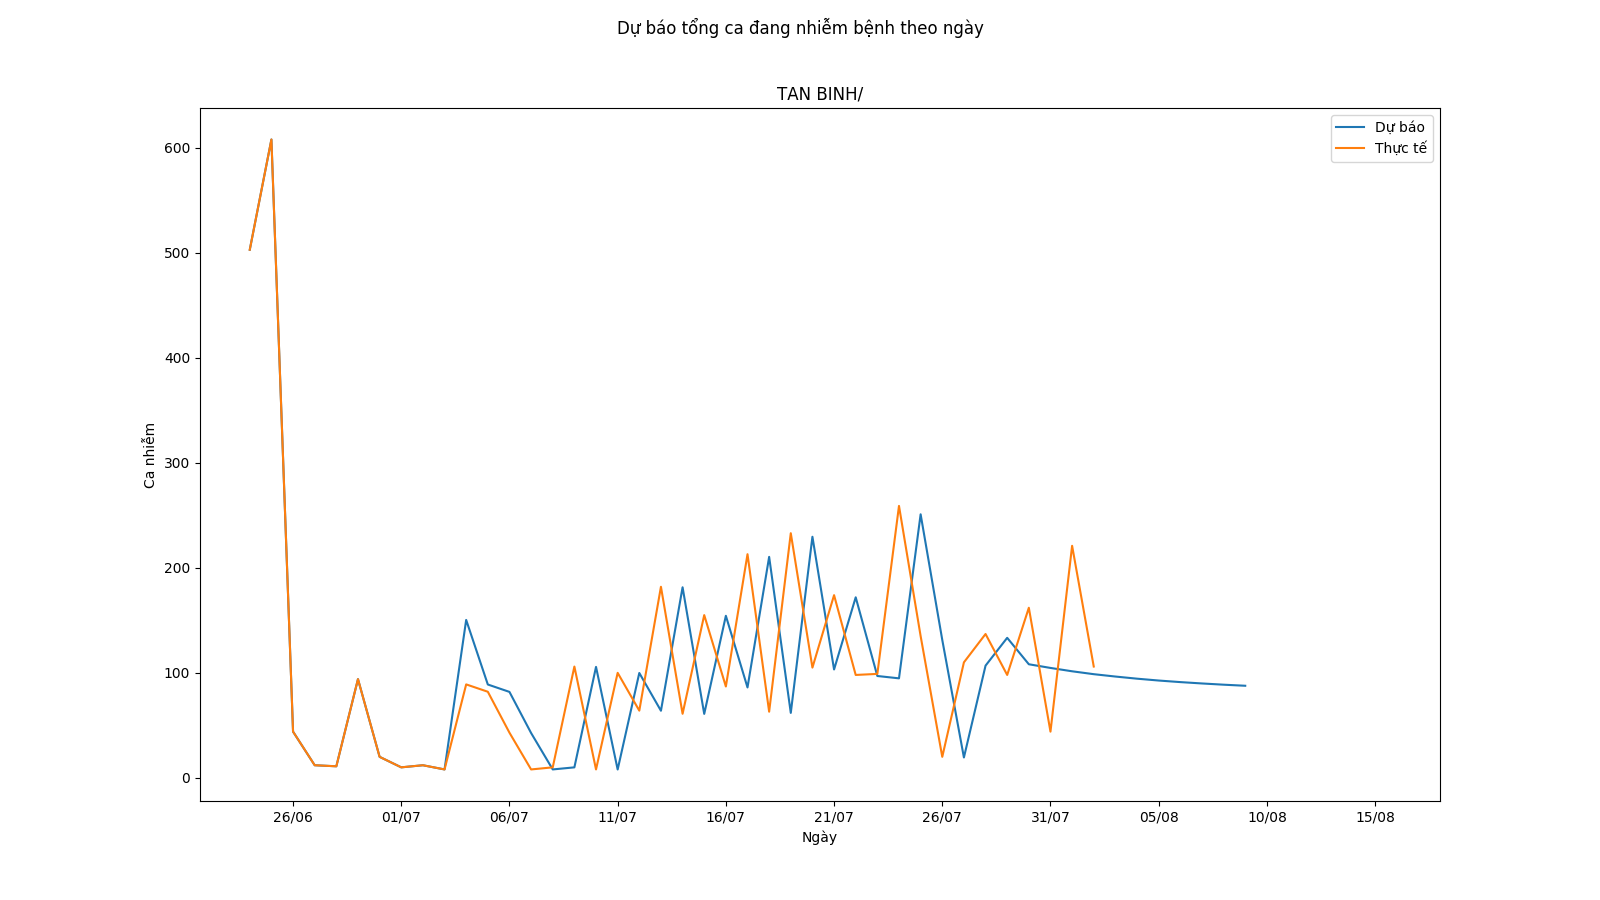 Dự báo tổng ca đang nhiễm bệnh theo ngày
TAN BINH/
Dự báo
Thực tế
600
500
400
300
200
100
0
Ca nhiễm
26/06 01/07 06/07 11/07 16/07 21/07 26/07 31/07 05/08 10/08 15/08
Ngày